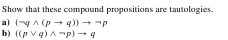 Show that these compound propositions are tautologies.
a) (¬q ∧ (p → q)) → ¬p
b) ((p ∨ q) ∧ ¬p) → q